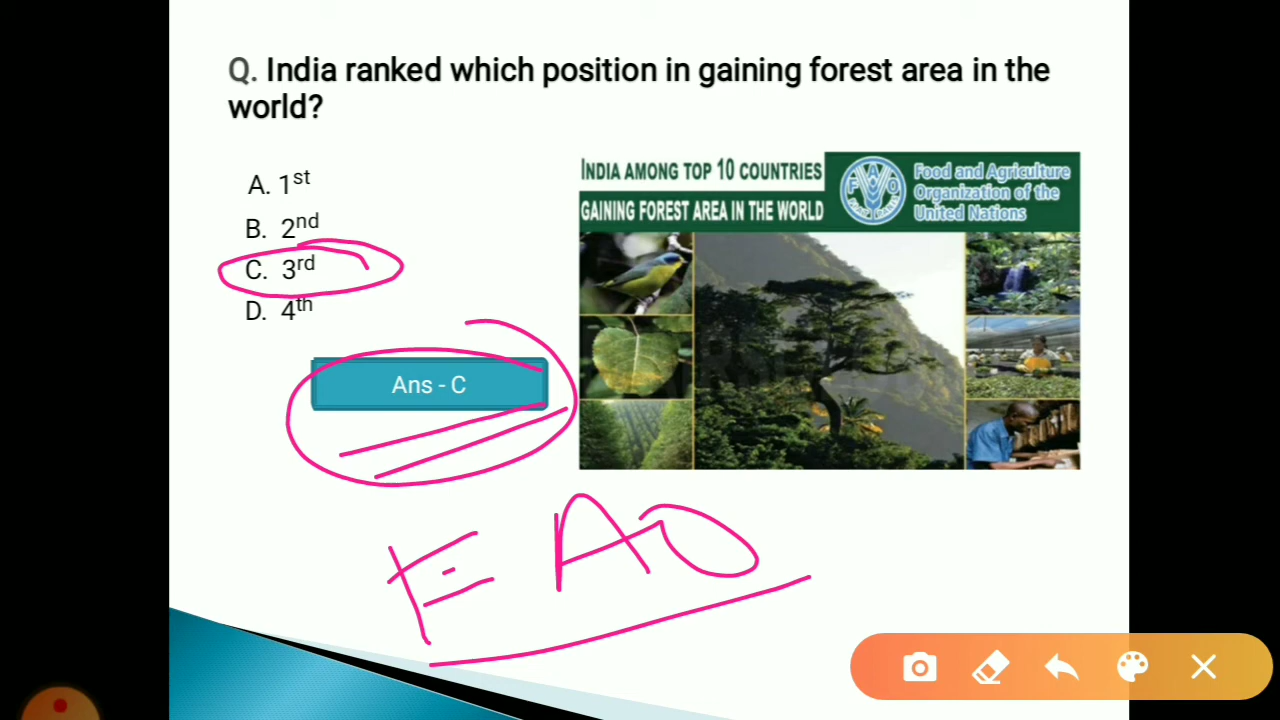 Q. India ranked which position in gaining forest area in the
world?
A. 1st
B. 2nd
C. 3rd
D. 4th
Ans - C
INDIA AMONG TOP 10 COUNTRIES
GAINING FOREST AREA IN THE WORLD
F A O
Food and Agriculture
Organization of the
United Nations
FAO